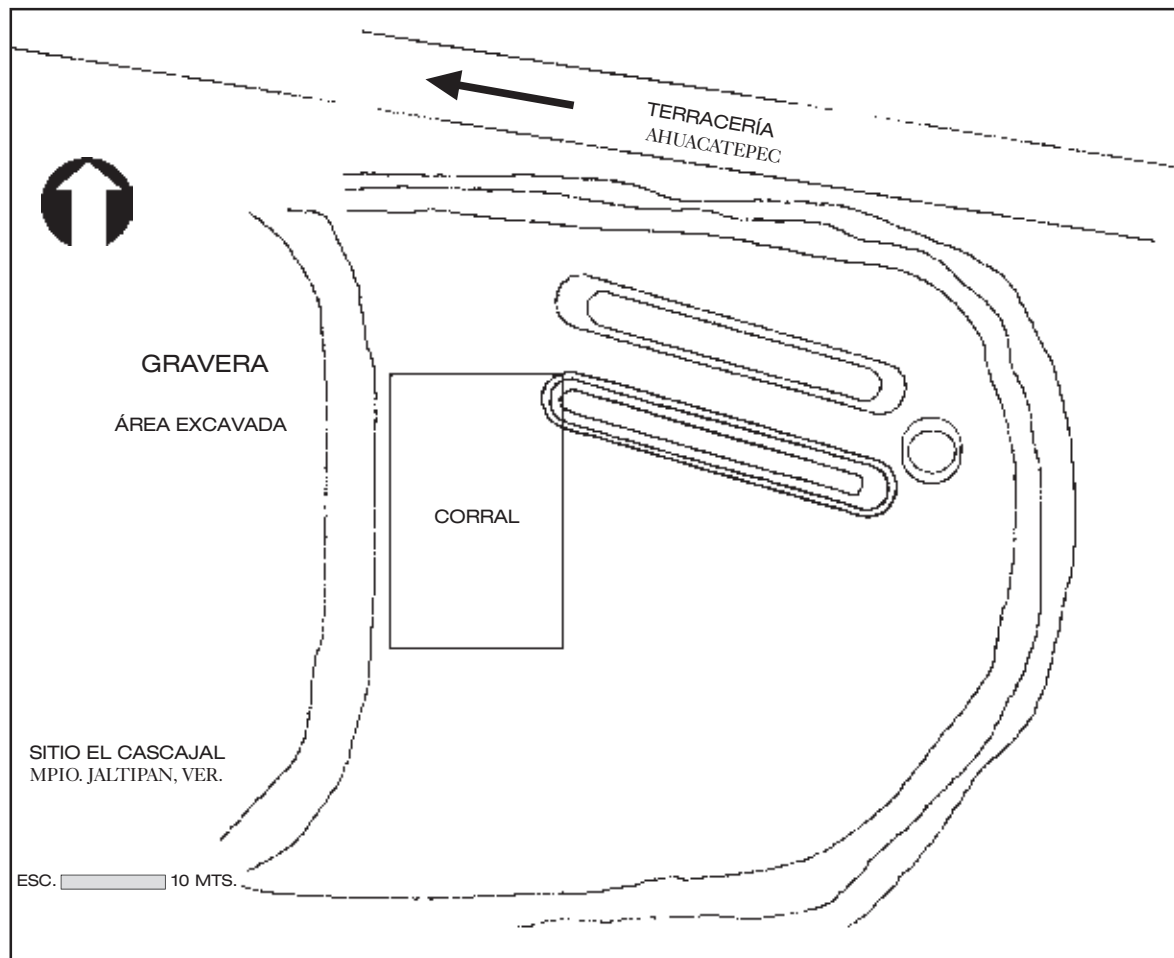 TERRACERÍA
AHUACATEPEC
GRAVERA
ÁREA EXCAVADA
CORRAL
SITIO EL CASCAJAL
MPIO. JALTIPAN, VER.
ESC. 10 MTS.